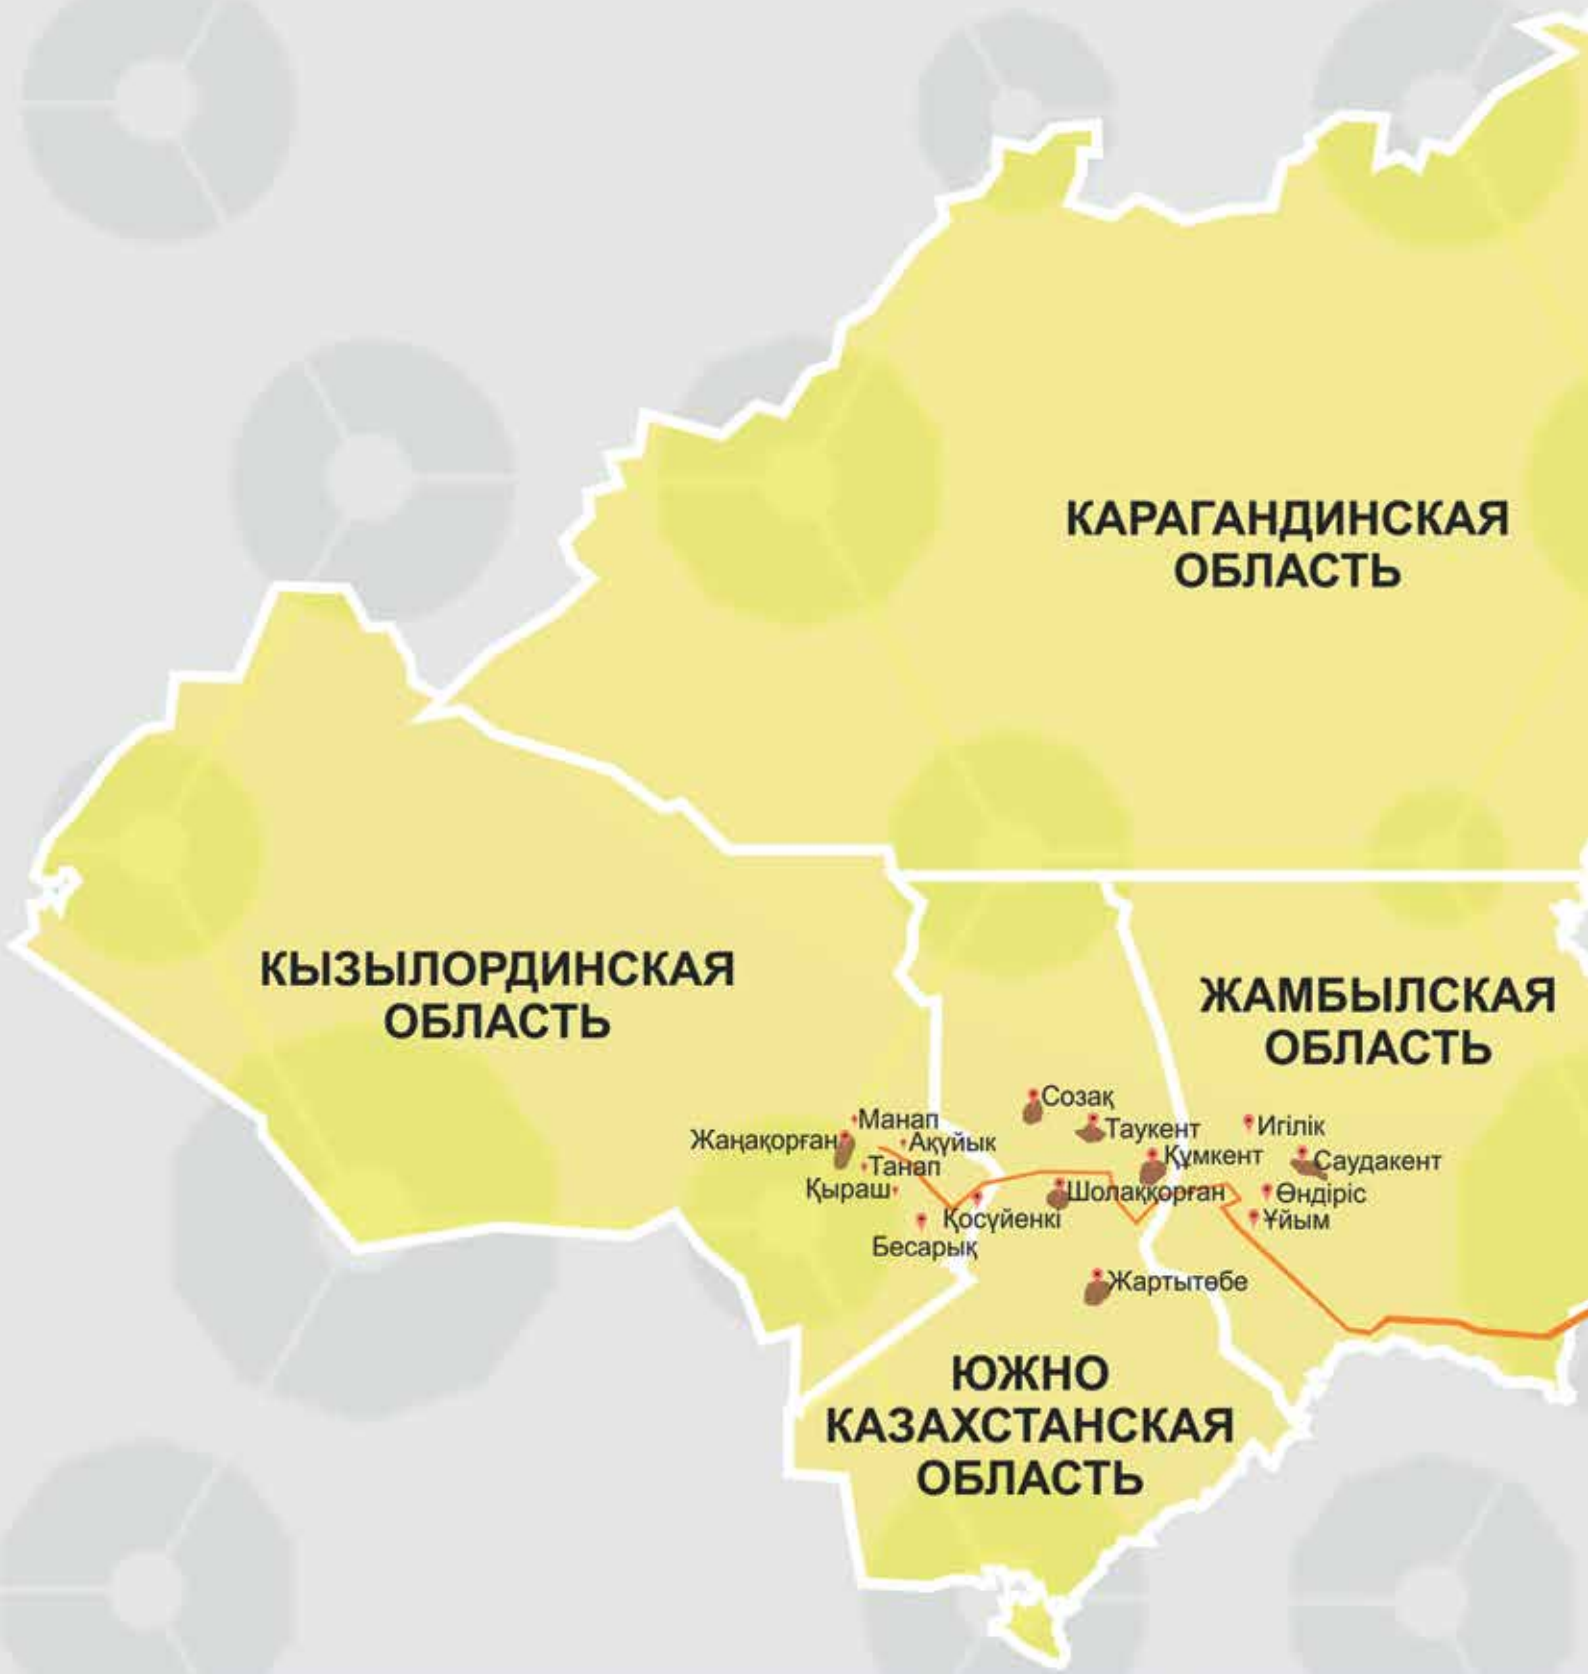 КАРАГАНДИНСКАЯ
ОБЛАСТЬ
КЫЗЫЛОРДИНСКАЯ
ОБЛАСТЬ
ЖАМБЫЛСКАЯ
ОБЛАСТЬ
Созақ
Манап
Таукент
Игілік
Жаңақорған
Ақүйык
Құмкент
Саудакент
Танап
Қыраш
Шолаққорған
Өндіріс
Қосүйенкі
Ұйым
Бесарық
Жартытөбе
ЮЖНО
КАЗАХСТАНСКАЯ
ОБЛАСТЬ